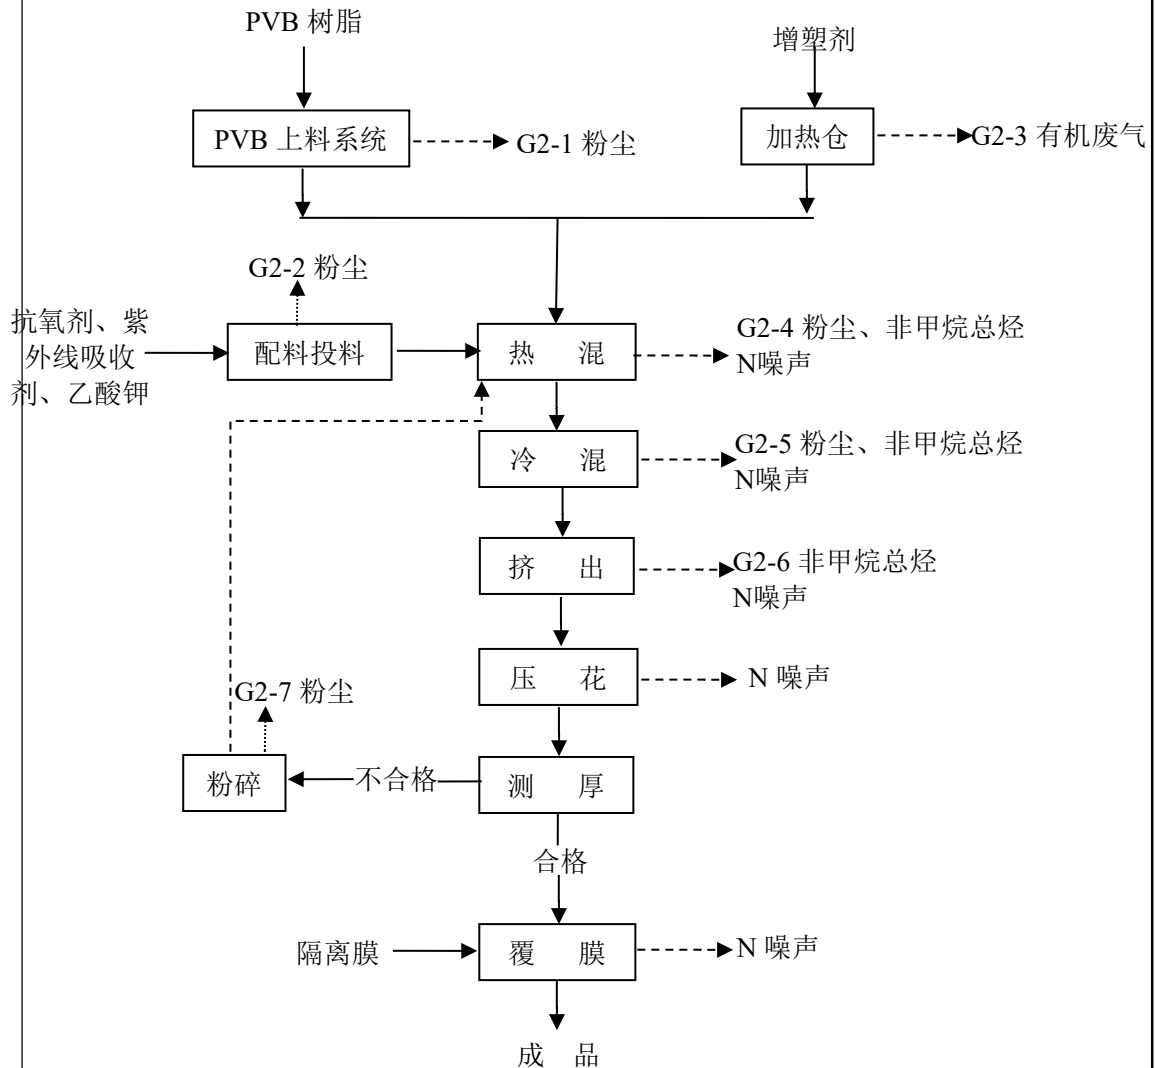 PVB 树脂
增塑剂
PVB 上料系统
G2-1 粉尘
加热仓
G2-3 有机废气
G2-2 粉尘
抗氧剂、紫
外线吸收
剂、乙酸钾
配料投料
热 混
G2-4 粉尘、非甲烷总烃
N噪声
冷 混
G2-5 粉尘、非甲烷总烃
N噪声
挤 出
G2-6 非甲烷总烃
N噪声
压 花
N 噪声
G2-7 粉尘
粉碎
不合格
测 厚
合格
隔离膜
覆 膜
N 噪声
成 品